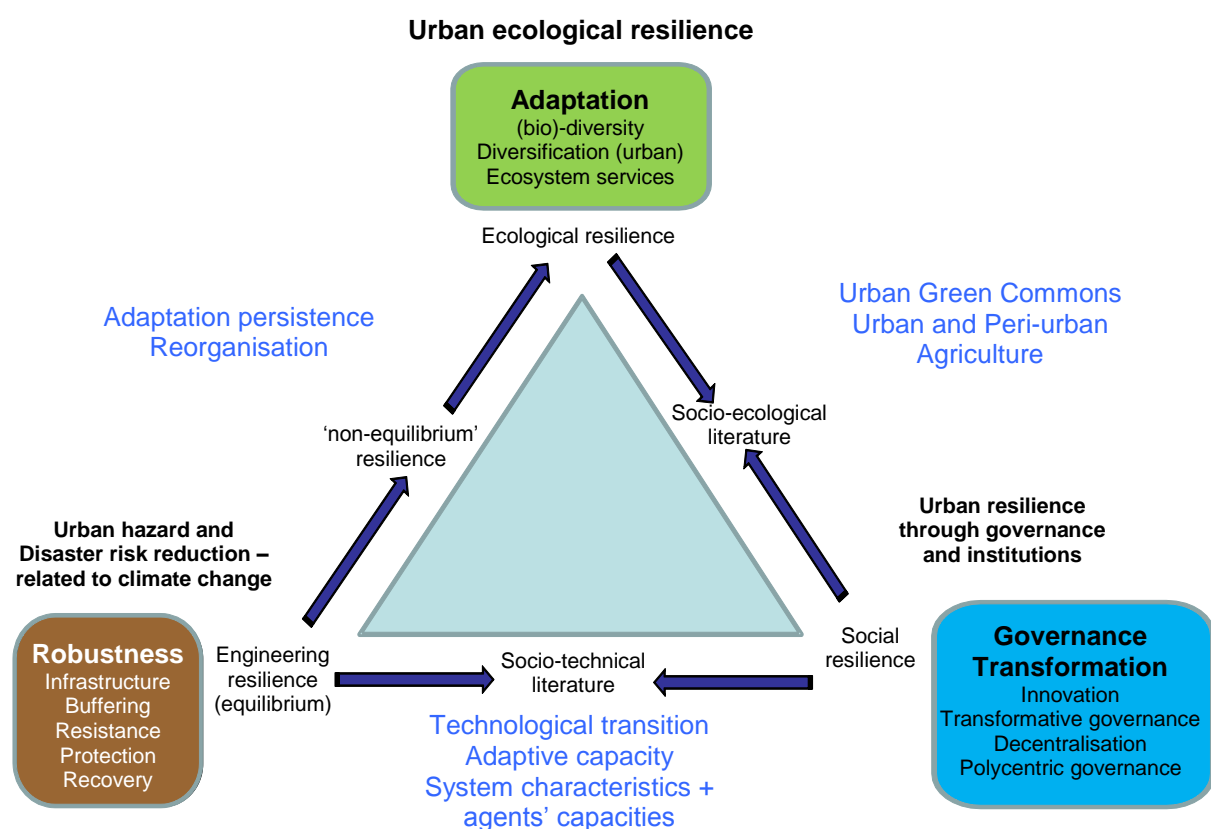 Urban ecological resilience
Adaptation
(bio)-diversity
Diversification (urban)
Ecosystem services
Ecological resilience
Adaptation persistence
Reorganisation
Urban Green Commons
Urban and Peri-urban
Agriculture
‘non-equilibrium’
resilience
Socio-ecological
literature
Urban hazard and
Disaster risk reduction –
related to climate change
Urban resilience
through governance
and institutions
Robustness
Infrastructure
Buffering
Resistance
Protection
Recovery
Engineering
resilience
(equilibrium)
Socio-technical
literature
Social
resilience
Governance
Transformation
Innovation
Transformative governance
Decentralisation
Polycentric governance
Technological transition
Adaptive capacity
System characteristics +
agents’ capacities